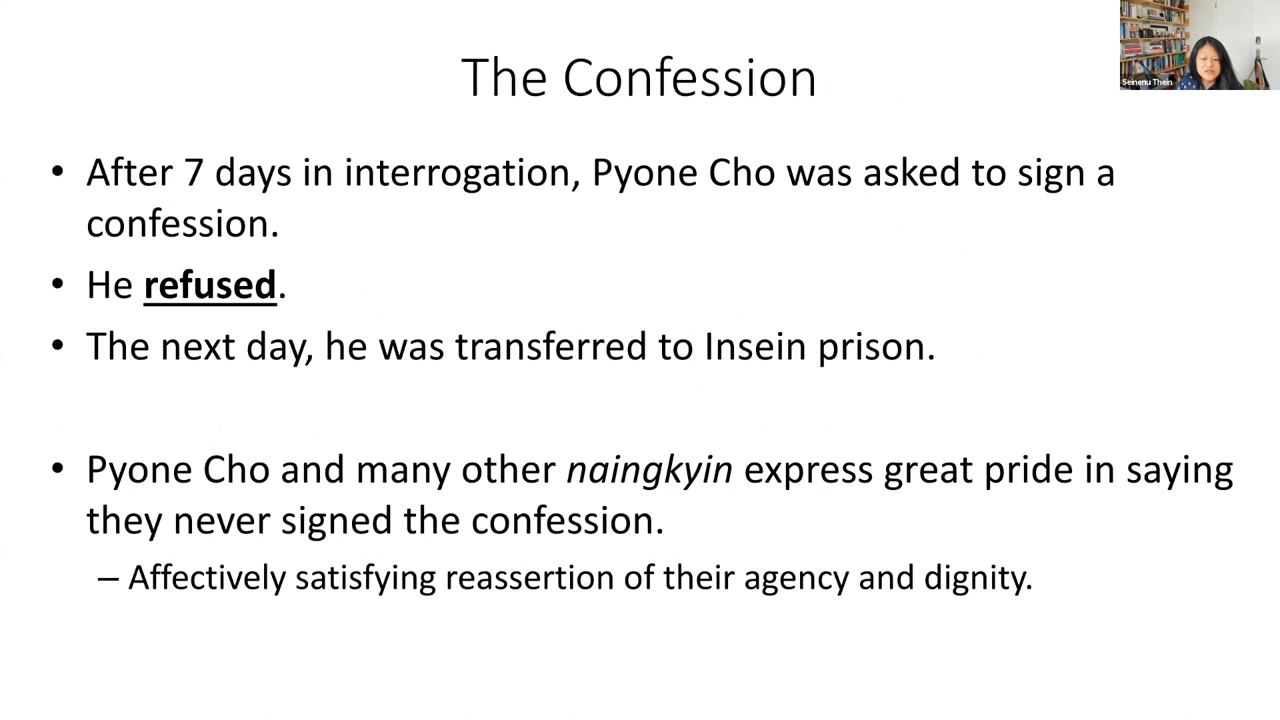 The Confession
Seinenu Thein
• After 7 days in interrogation, Pyone Cho was asked to sign a
confession.
• He refused.
• The next day, he was transferred to Insein prison.
• Pyone Cho and many other naingkyin express great pride in saying
they never signed the confession.
– Affectively satisfying reassertion of their agency and dignity.